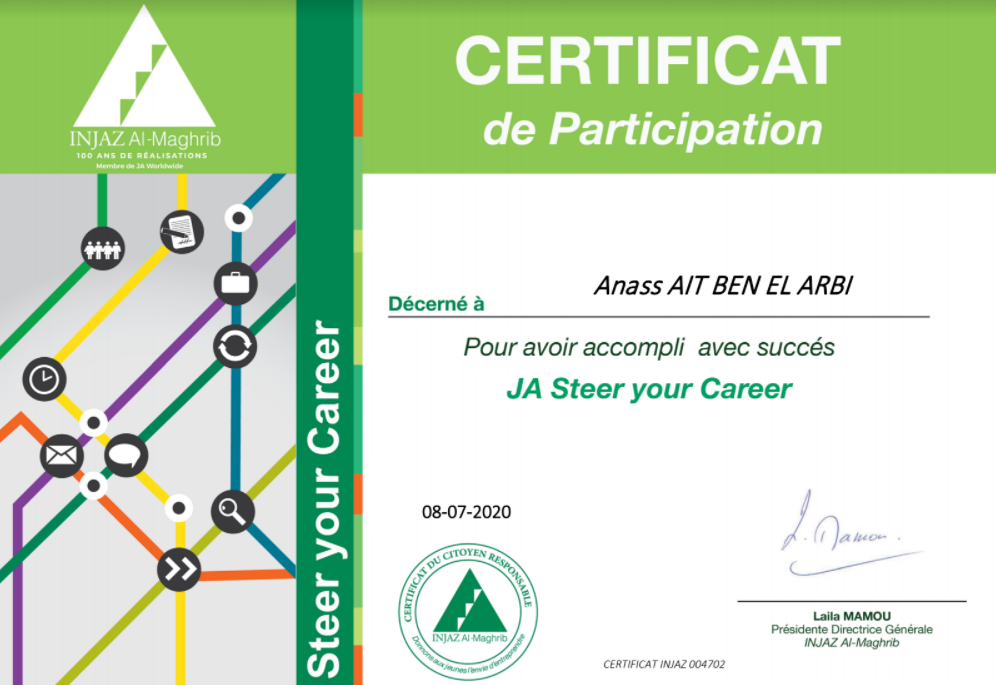 INJAZ Al-Maghrib
100 ANS DE RÉALISATIONS
Membre de JA Worldwide
Steer your Career
CERTIFICAT
de Participation
Anass AIT BEN EL ARBI
Décerné à
Pour avoir accompli avec succés
JA Steer your Career
08-07-2020
CERTIFICAT DU CITOYEN RESPONSABLE
INJAZ Al-Maghrib
Donnons aux jeunes l'envie d'entreprendre
L. Mamou.
Laila MAMOU
Présidente Directrice Générale
INJAZ Al-Maghrib
CERTIFICAT INJAZ 004702